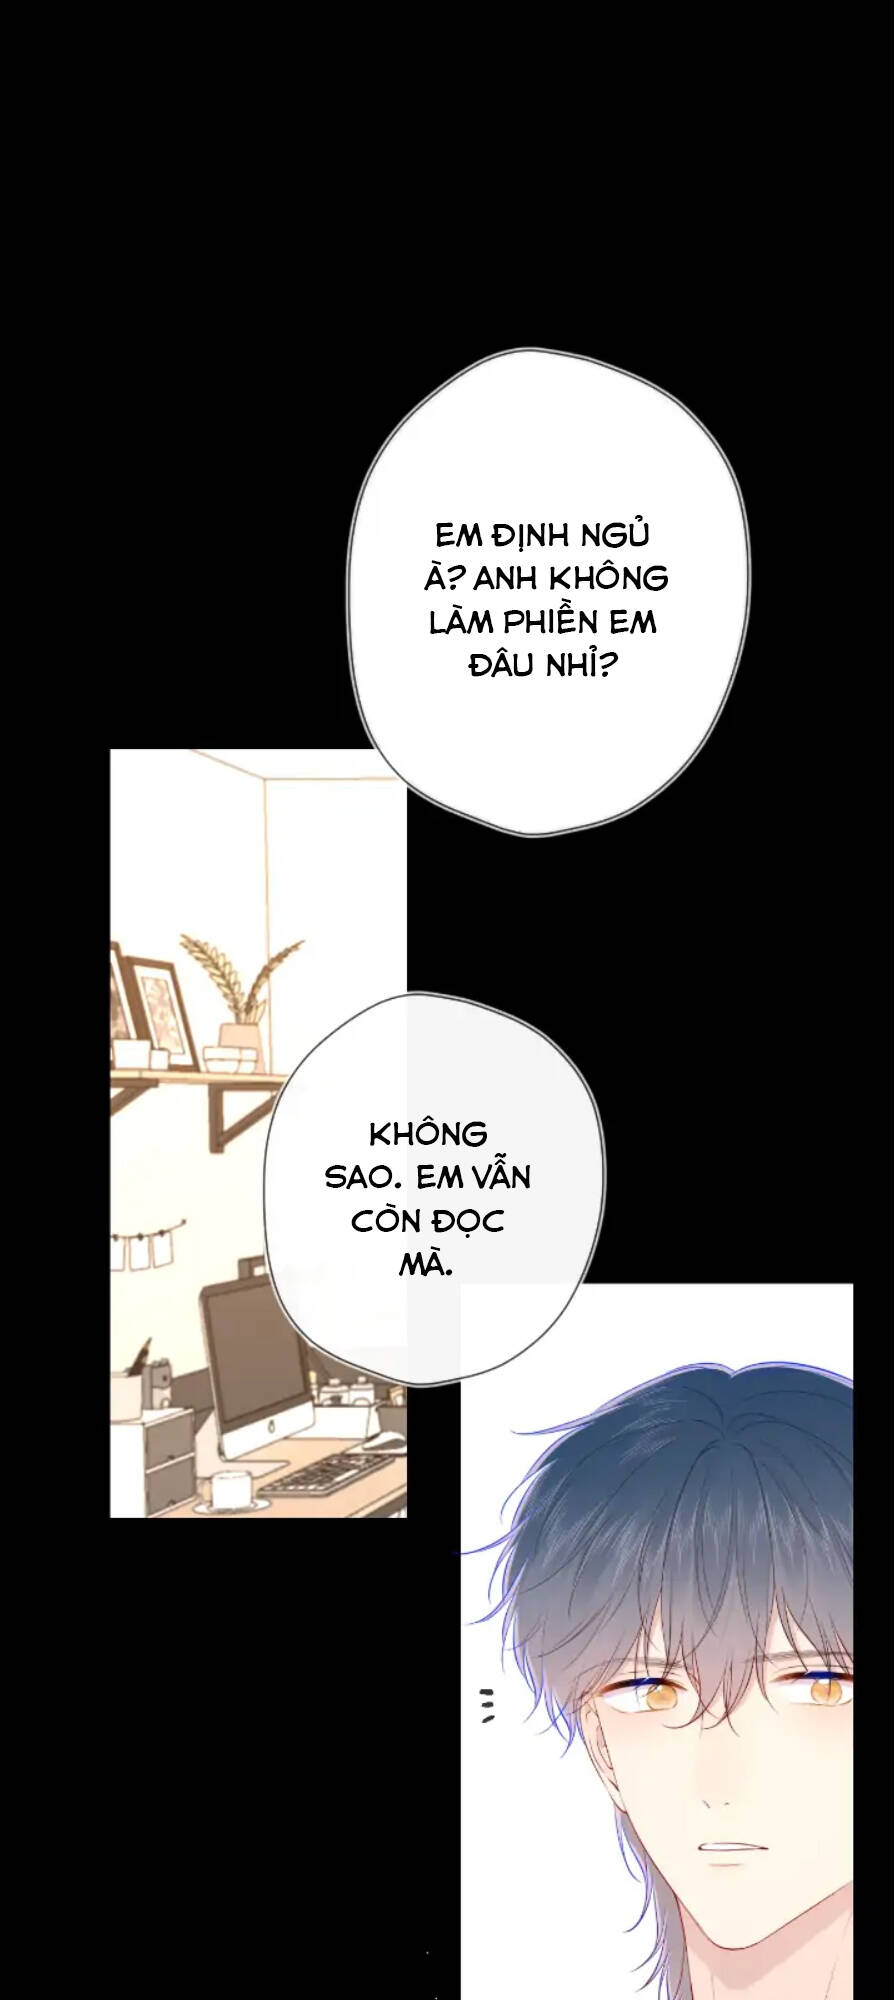 EM ĐỊNH NGỦ
À? ANH KHÔNG
LÀM PHIỀN EM
ĐÂU NHỈ?
KHÔNG
SAO. EM VẪN
CÒN ĐỌC
MÀ.